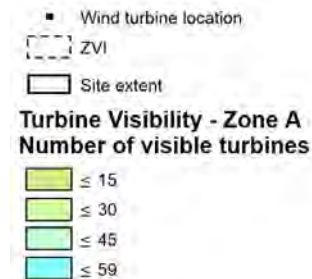 Wind turbine location
ZVI
Site extent
Turbine Visibility - Zone A
Number of visible turbines
≤ 15
≤ 30
≤ 45
≤ 59